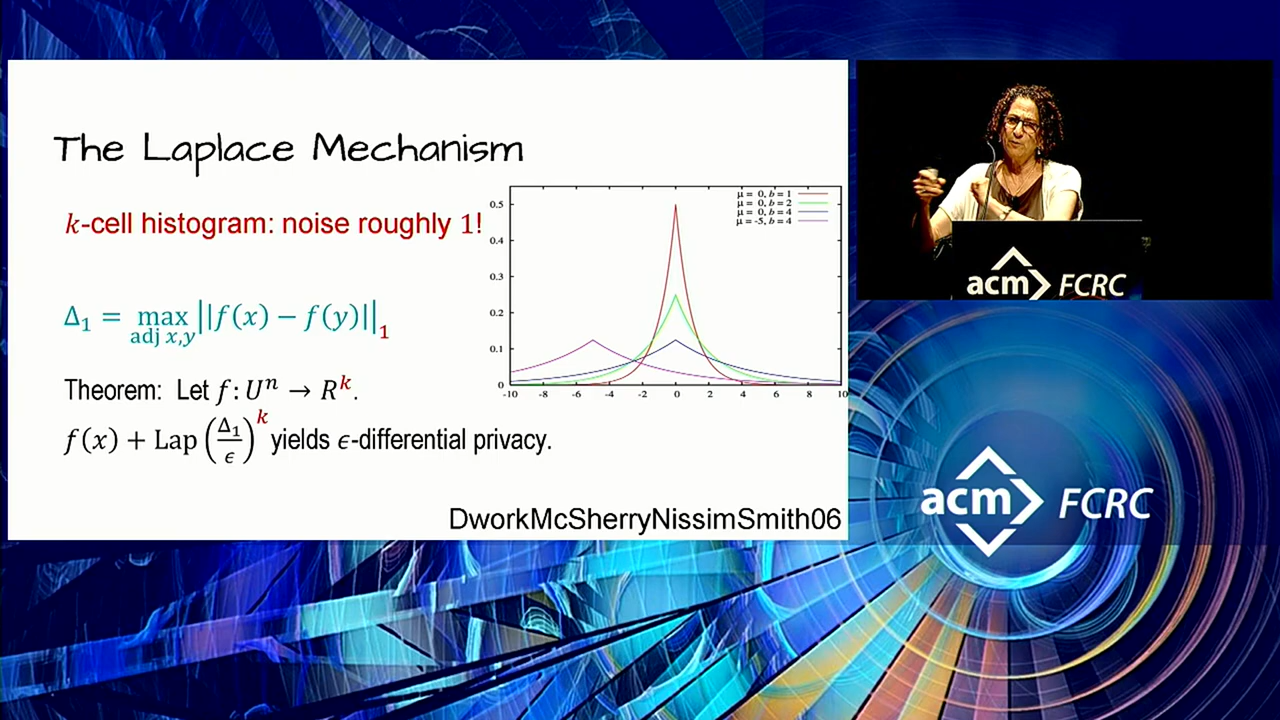 The Laplace Mechanism
k-cell histogram: noise roughly 1!
Δ₁ = max ||f(x) − f(y)||₁
adj x,y
Theorem: Let f: Uⁿ → Rᵏ.
f(x) + Lap (Δ₁/ϵ)ᵏ yields ϵ-differential privacy.
DworkMcSherryNissimSmith06
μ = 0, b = 1
μ = 0, b = 2
μ = 0, b = 4
μ = -5, b = 4
0.5
0.4
0.3
0.2
0.1
0
-10 -8 -6 -4 -2 0 2 4 6 8 10
acm FCRC
acm FCRC